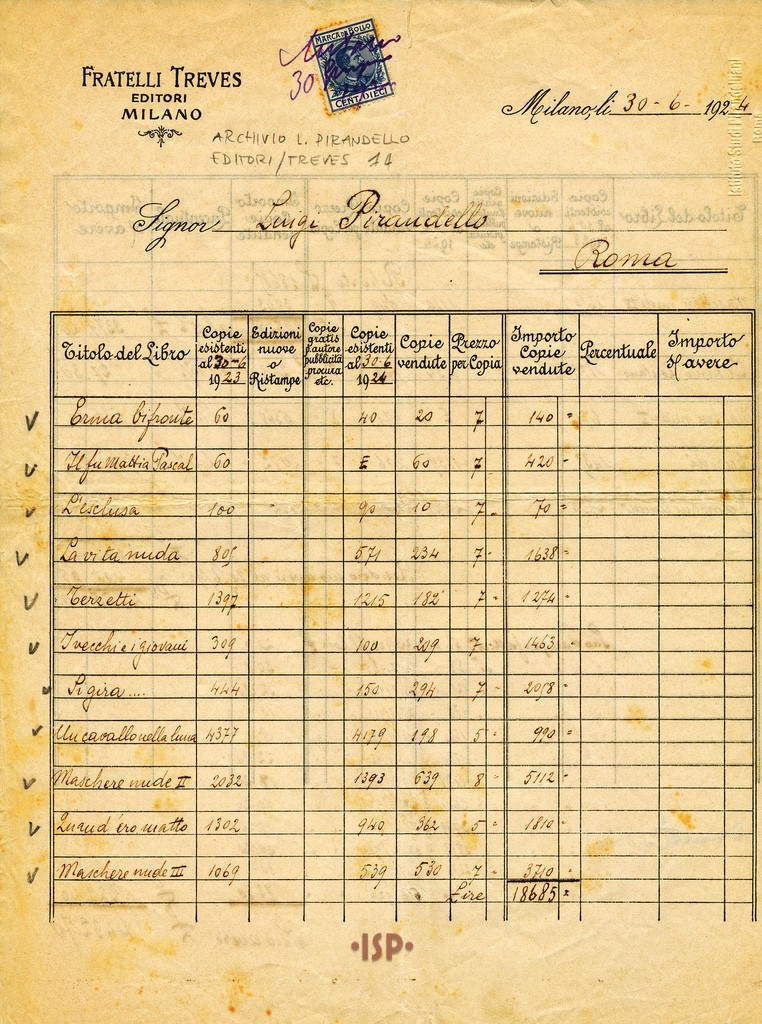 MARCA DA BOLLO
CENT. DIECI
30
FRATELLI TREVES
EDITORI
MILANO
Milano, li 30-6-1924
ARCHIVIO L. PIRANDELLO
EDITORI/TREVES 11
Signor Luigi Pirandello
Roma
Titolo del Libro | Copie esistenti al 30-6 1923 | Edizioni nuove o Ristampe | Copie gratis l'autore pubblicità procura etc. | Copie esistenti al 30-6 1924 | Copie vendute | Prezzo per Copia | Importo Copie vendute | Percentuale | Importo Havere
Erma bifronte 60 40 20 7 140 =
Il fu Mattia Pascal 60 = 60 7 - 420 -
L'esclusa 100 90 10 7 - 70 =
La vita nuda 805 571 234 7 - 1638 =
Terzetti 1397 1215 182 7 - 1274 -
I vecchi e i giovani 309 100 209 7 - 1463 -
Si gira.... 444 150 294 7 - 2058 -
Un cavallo nella luna 4377 4179 198 5 - 990 -
Maschere nude II 2032 1393 639 8 - 5112 -
Quand'ero matto 1302 940 362 5 - 1810 -
Maschere nude III 1069 539 530 7 - 3710 -
Lire 18685 =
·ISP·
Istituto Studi Pirandelliani
Roma